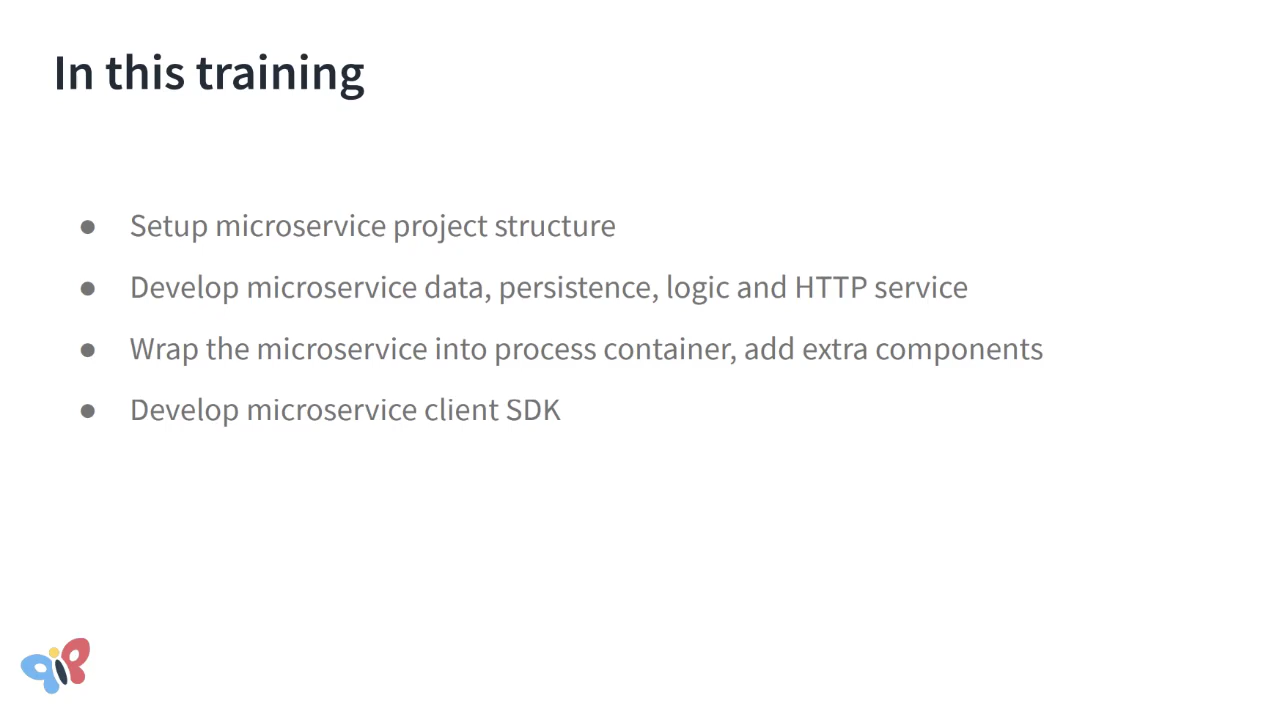 In this training
● Setup microservice project structure
● Develop microservice data, persistence, logic and HTTP service
● Wrap the microservice into process container, add extra components
● Develop microservice client SDK